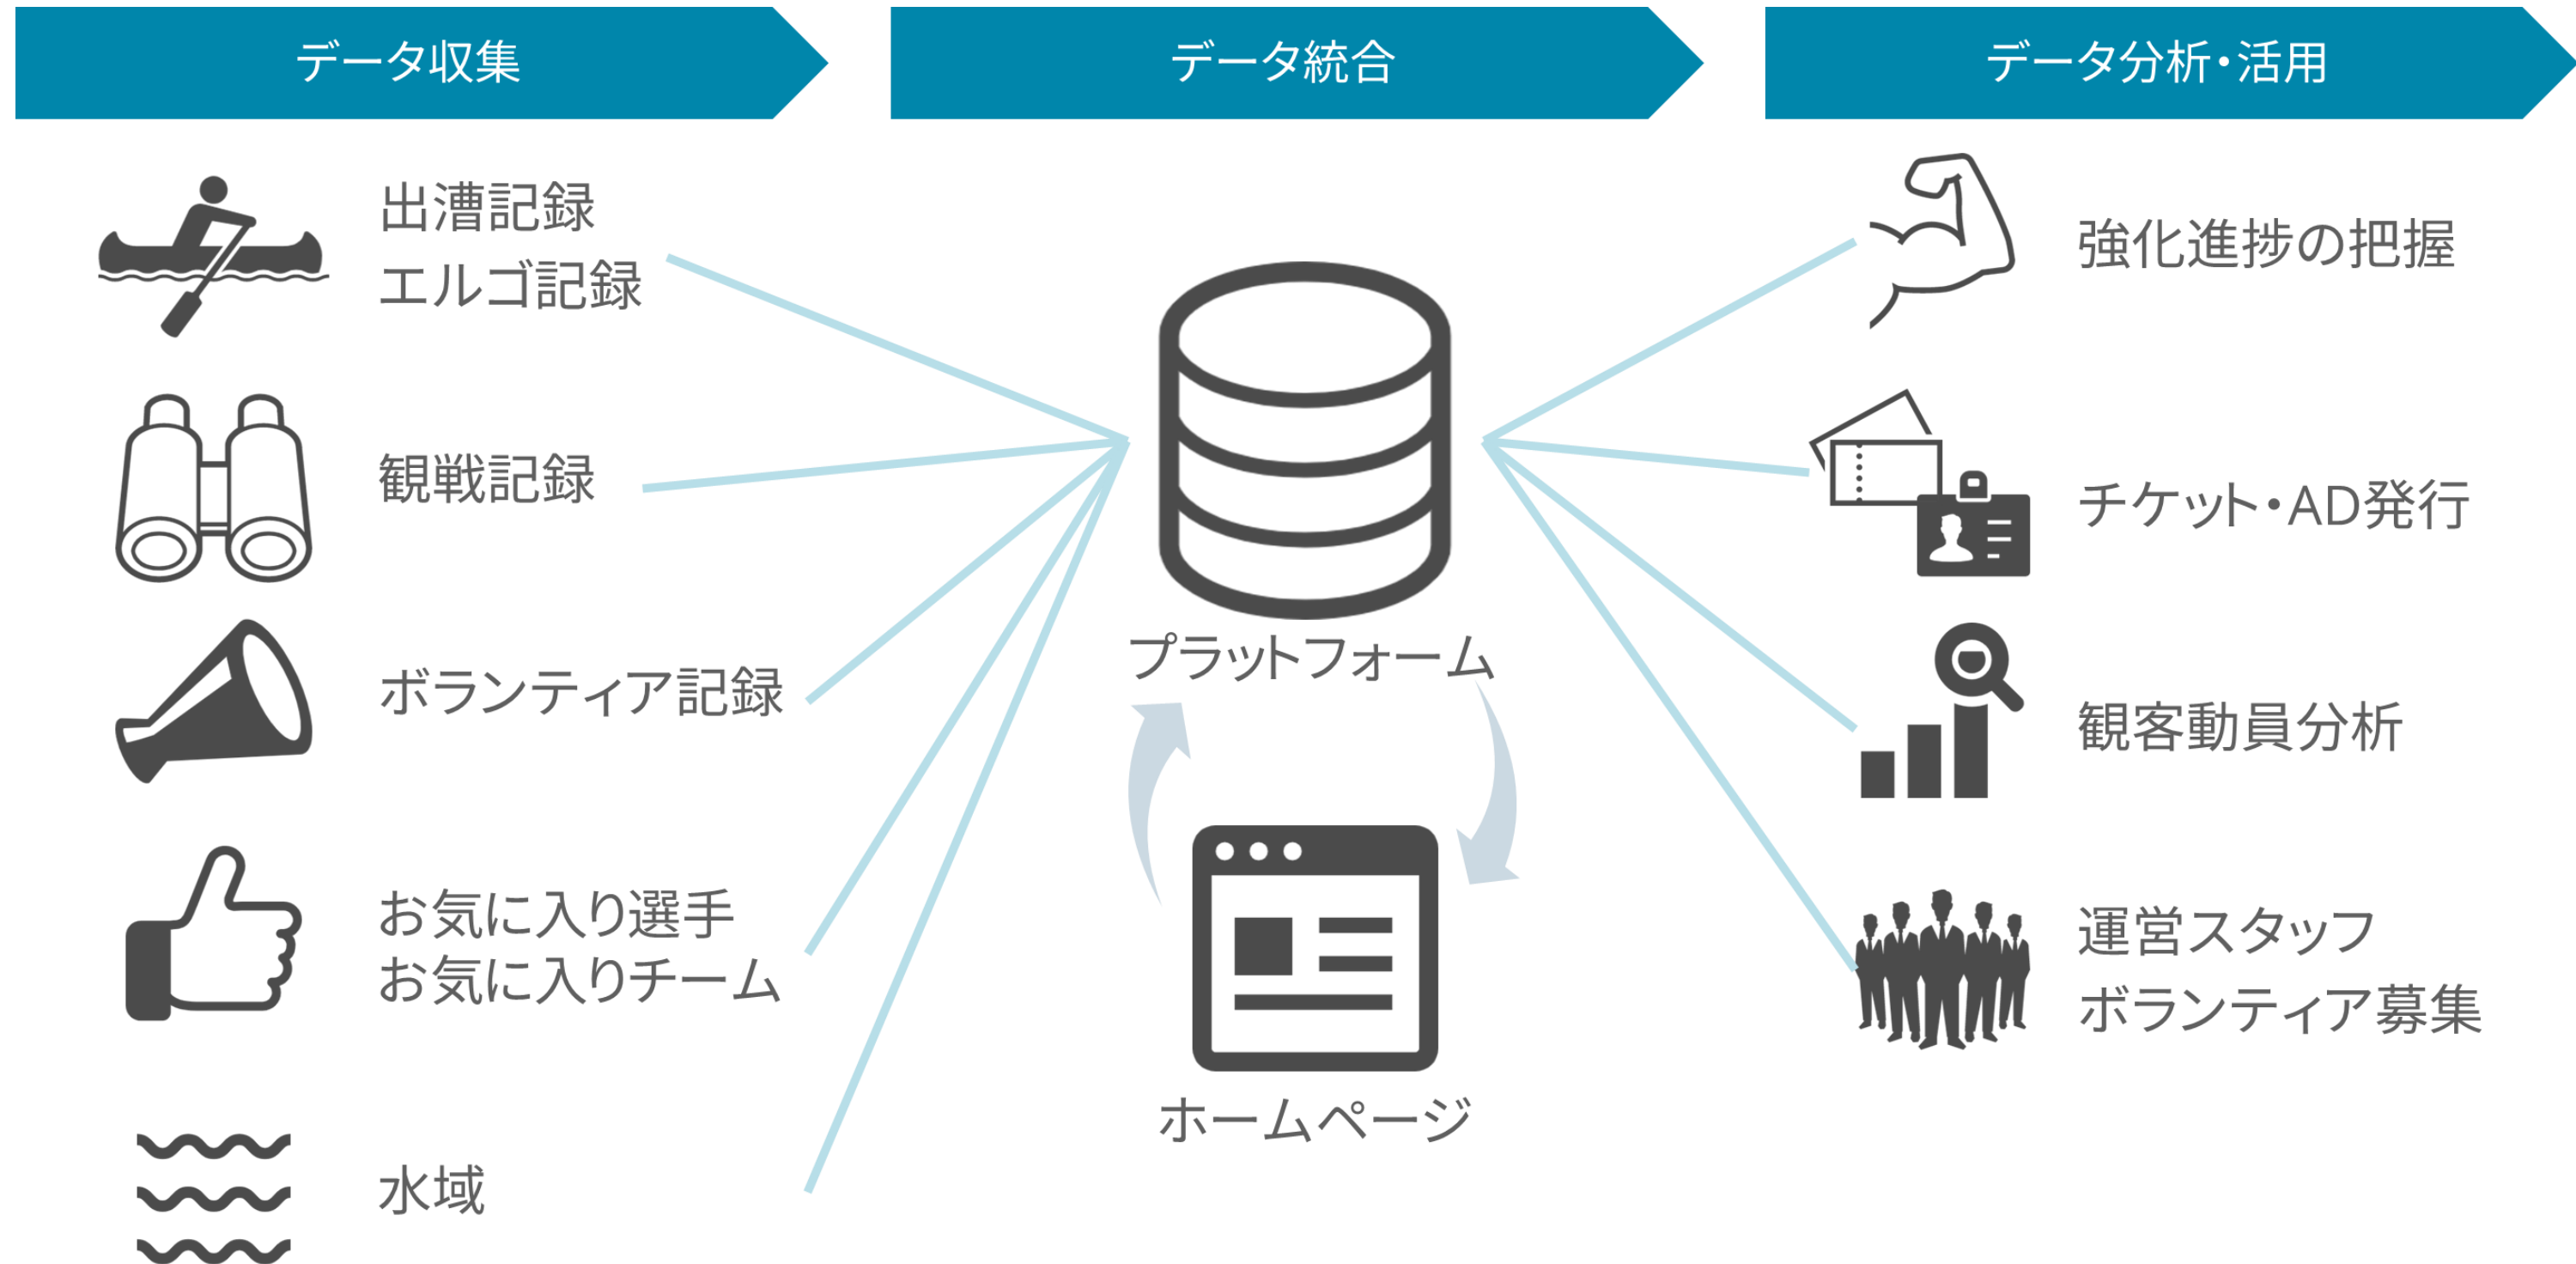 データ収集
データ統合
データ分析・活用
出漕記録
エルゴ記録
観戦記録
ボランティア記録
お気に入り選手
お気に入りチーム
水域
プラットフォーム
ホームページ
強化進捗の把握
チケット・AD発行
観客動員分析
運営スタッフ
ボランティア募集